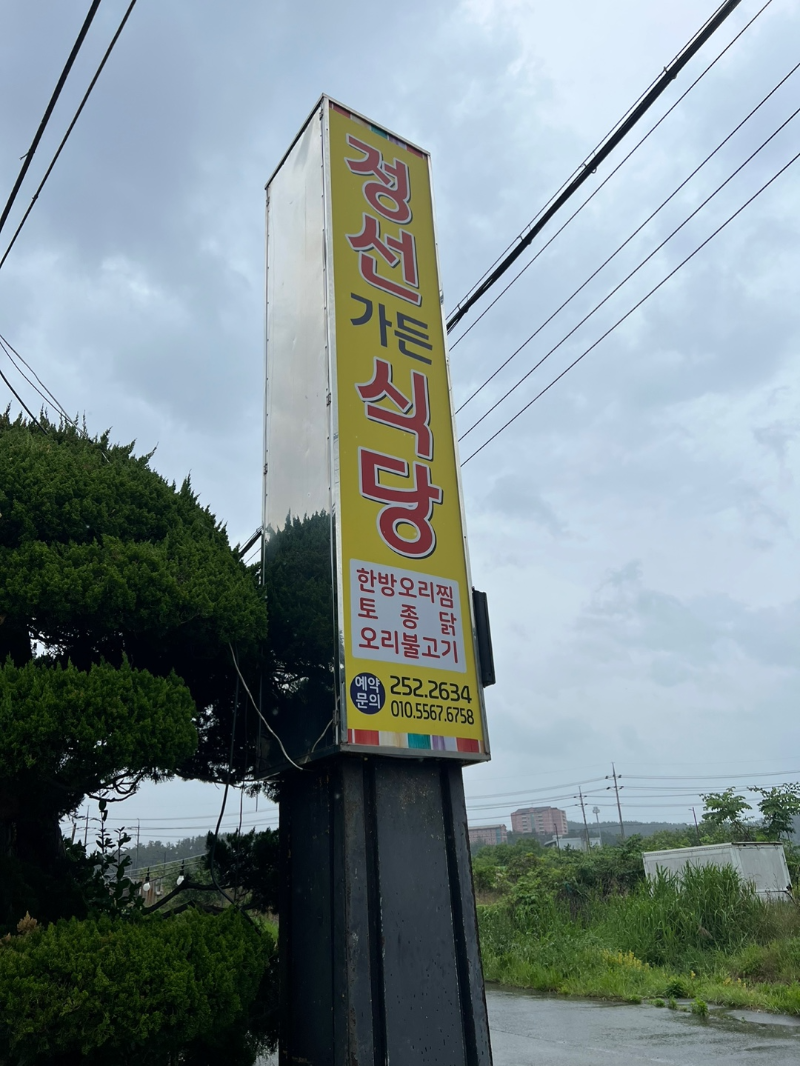 정선
가든
식당
한방오리찜
토종닭
오리불고기
예약
문의
252.2634
010.5567.6758